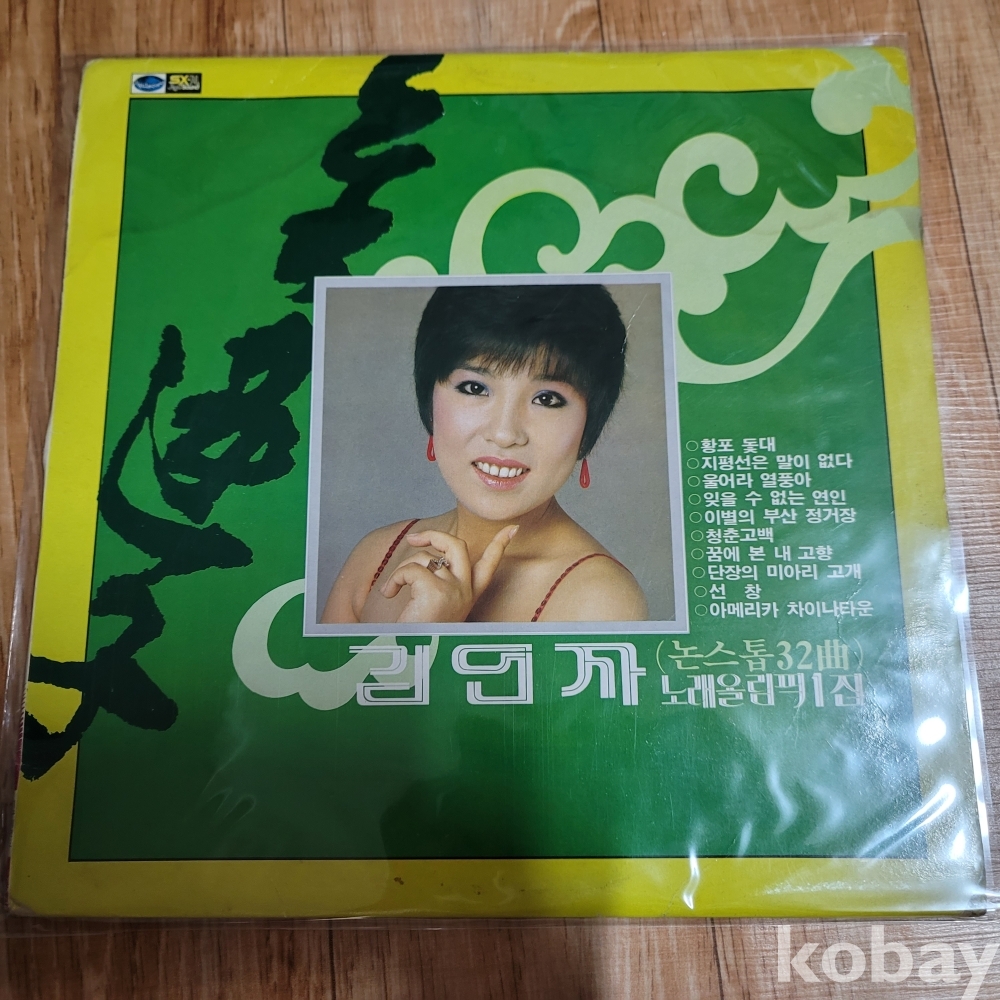 ○황포 돛대
○지평선은 말이 없다
○울어라 열풍아
○잊을 수 없는 연인
○이별의 부산 정거장
○청춘고백
○꿈에 본 내 고향
○단장의 미아리 고개
○선 창
○아메리카 차이나타운
김연자
(논스톱32曲)
노래올림픽1집
kobay